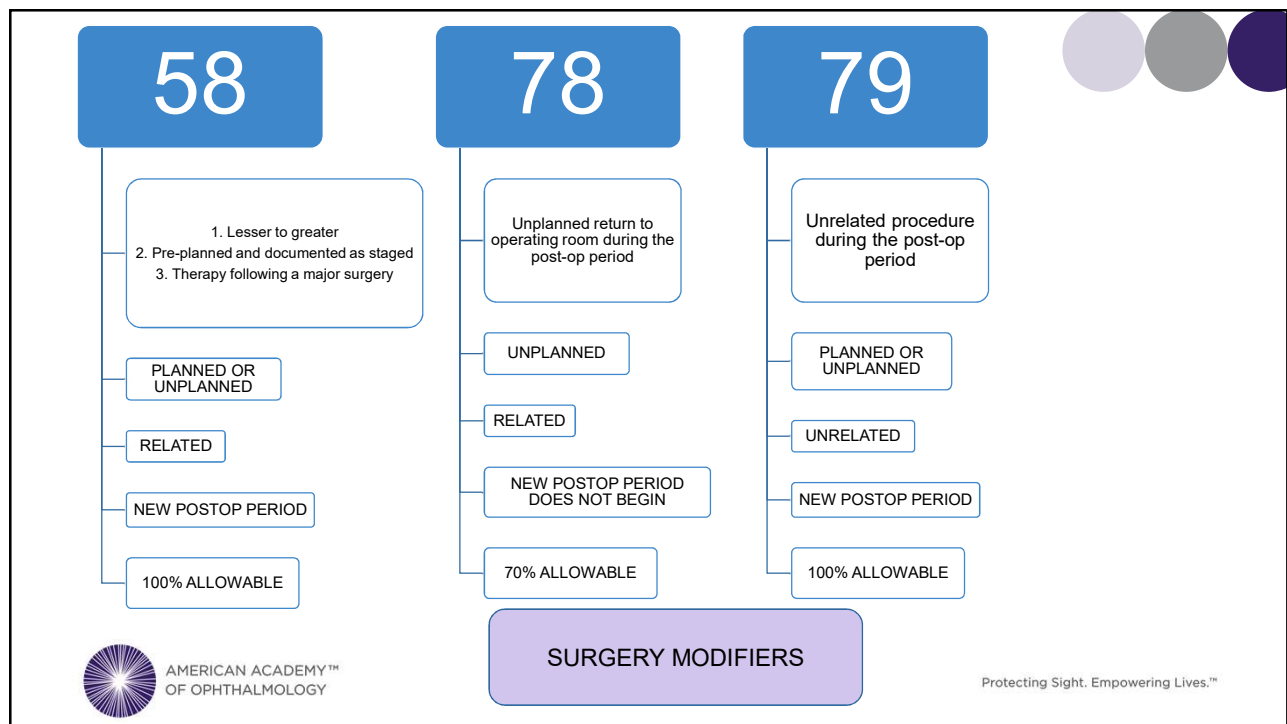 58
1. Lesser to greater
2. Pre-planned and documented as staged
3. Therapy following a major surgery
PLANNED OR
UNPLANNED
RELATED
NEW POSTOP PERIOD
100% ALLOWABLE
78
Unplanned return to
operating room during the
post-op period
UNPLANNED
RELATED
NEW POSTOP PERIOD
DOES NOT BEGIN
70% ALLOWABLE
79
Unrelated procedure
during the post-op
period
PLANNED OR
UNPLANNED
UNRELATED
NEW POSTOP PERIOD
100% ALLOWABLE
SURGERY MODIFIERS
AMERICAN ACADEMY™
OF OPHTHALMOLOGY
Protecting Sight. Empowering Lives.™